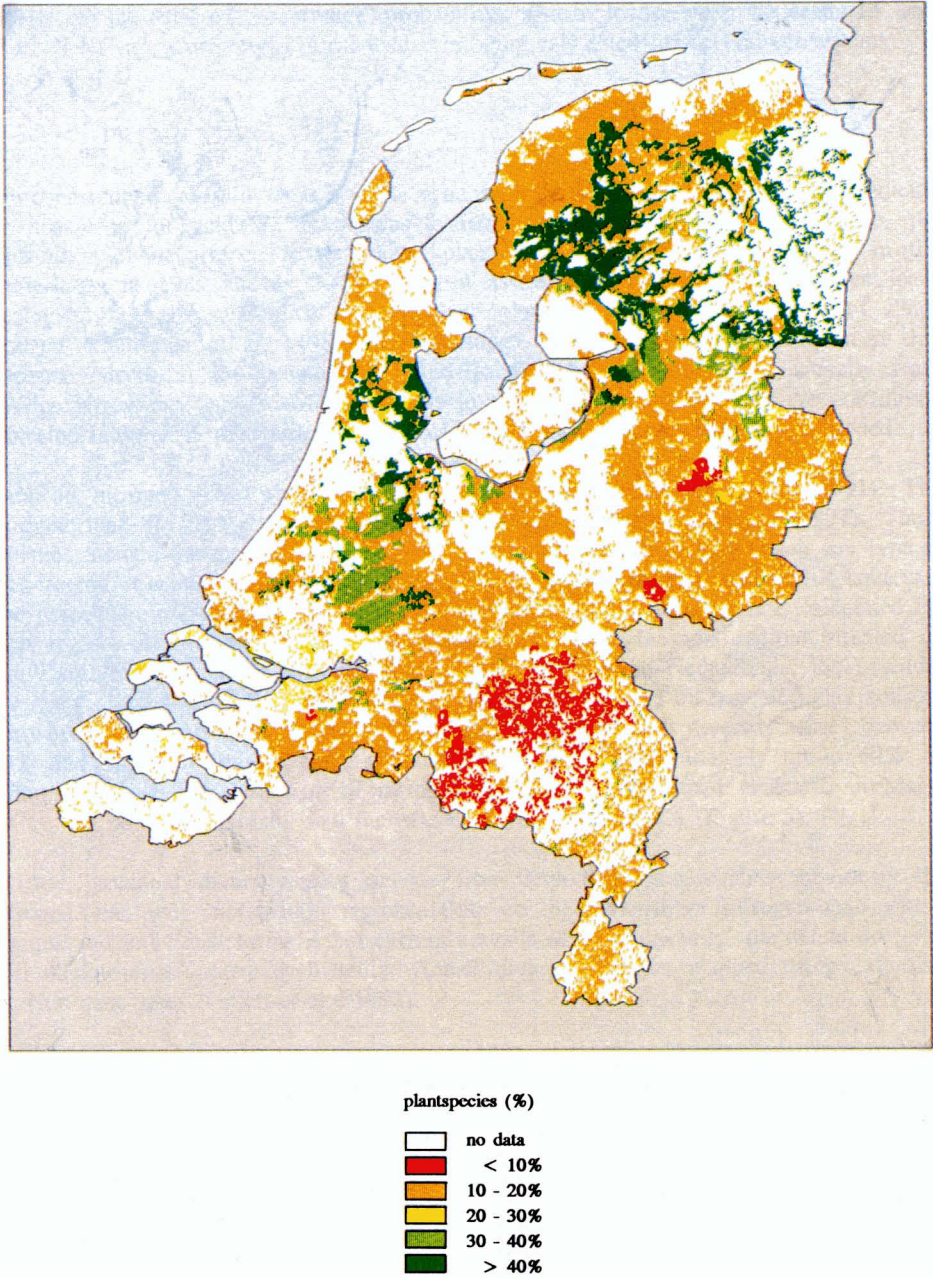 plantspecies (%)
no data
< 10%
10 - 20%
20 - 30%
30 - 40%
> 40%